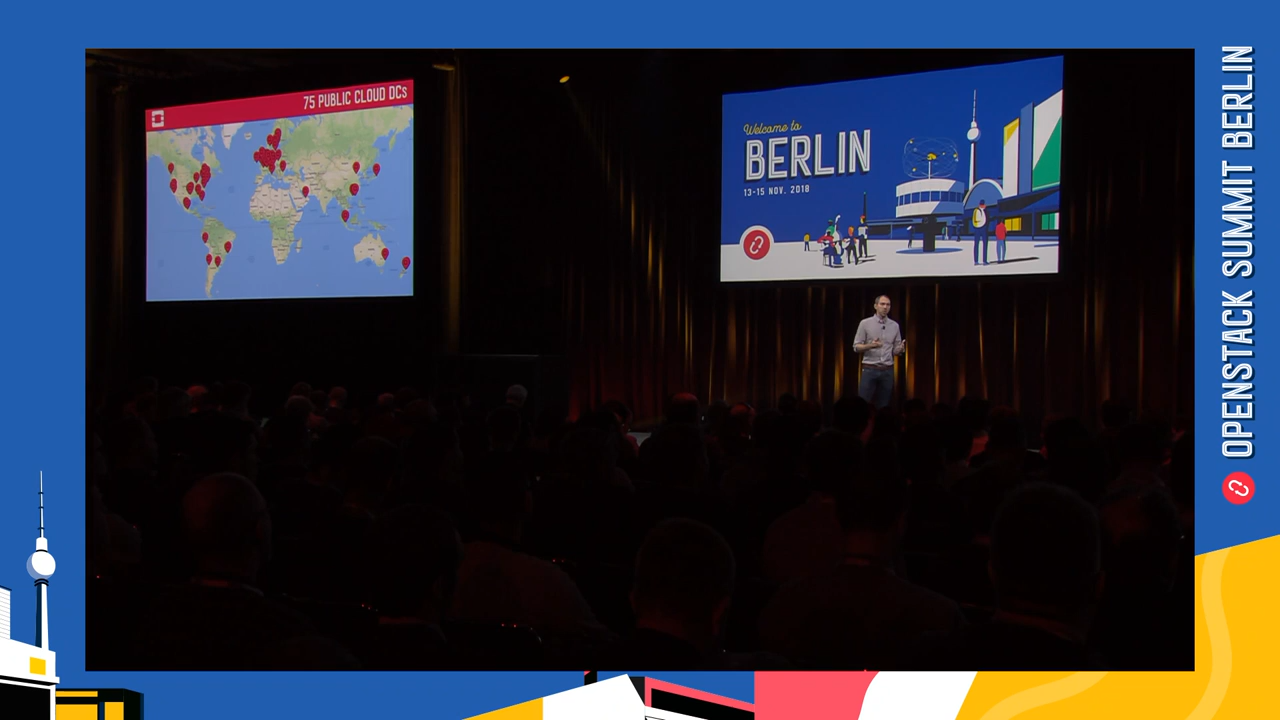 75 PUBLIC CLOUD DCs
Welcome to
BERLIN
13-15 NOV. 2018
OPENSTACK SUMMIT BERLIN